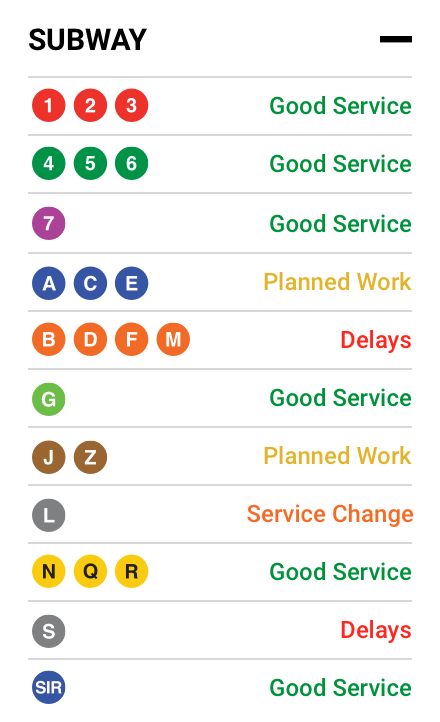 SUBWAY
1 2 3 Good Service
4 5 6 Good Service
7 Good Service
A C E Planned Work
B D F M Delays
G Good Service
J Z Planned Work
L Service Change
N Q R Good Service
S Delays
SIR Good Service